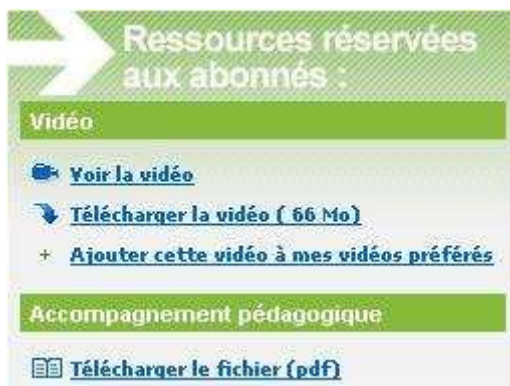 Ressources réservées
aux abonnés :
Vidéo
Voir la vidéo
Télécharger la vidéo ( 66 Mo)
+ Ajouter cette vidéo à mes vidéos préférés
Accompagnement pédagogique
Télécharger le fichier (pdf)